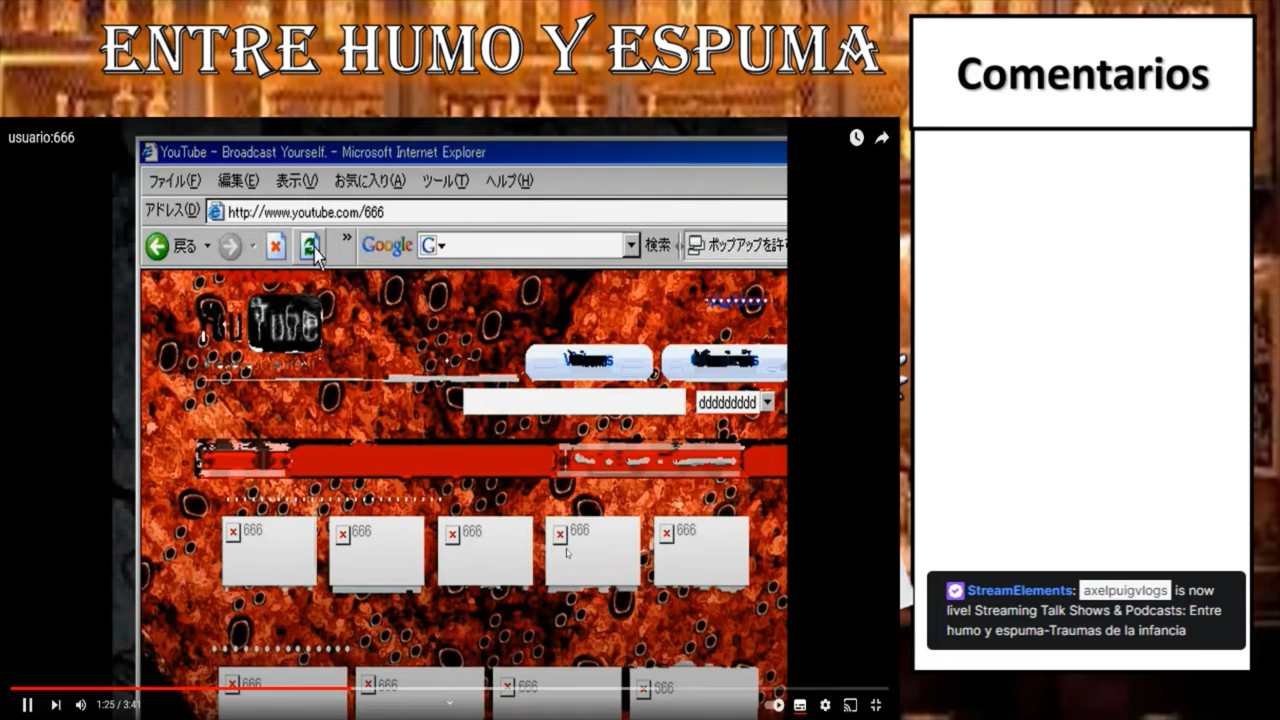 ENTRE HUMO Y ESPUMA
Comentarios
usuario:666
YouTube - Broadcast Yourself. - Microsoft Internet Explorer
ファイル(F) 編集(E) 表示(V) お気に入り(A) ツール(T) ヘルプ(H)
アドレス(D) http://www.youtube.com/666
戻る » Google G 検索 ポップアップを許
Tube
ddddddddd
666 666 666 666 666
666 666 666 666
StreamElements: axelpuigvlogs is now
live! Streaming Talk Shows & Podcasts: Entre
humo y espuma-Traumas de la infancia
1:25 / 3:41